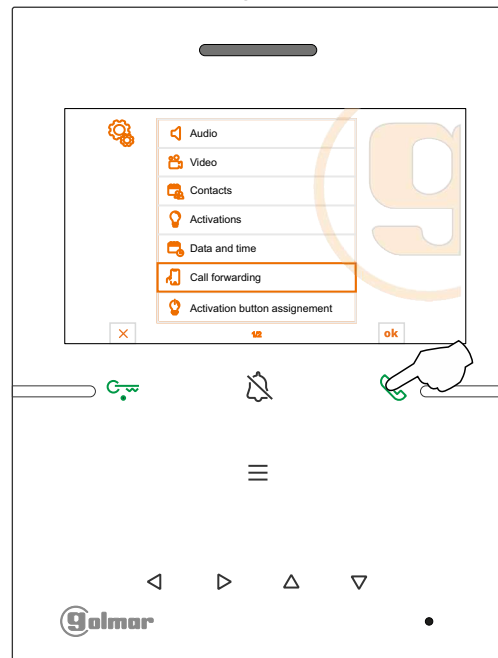 Audio
Video
Contacts
Activations
Data and time
Call forwarding
Activation button assignement
1/2
ok
golmar